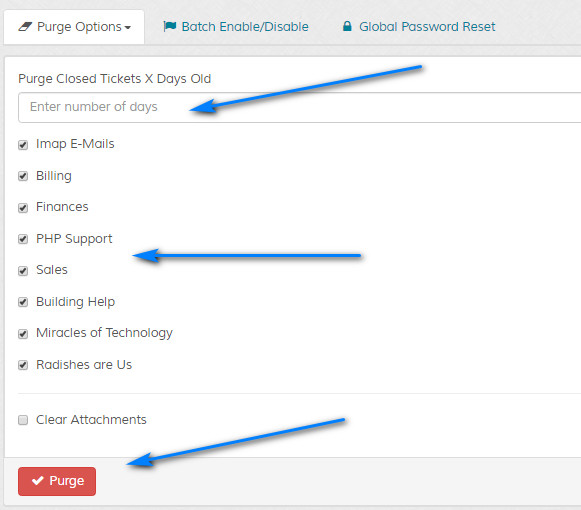 Purge Options
Batch Enable/Disable
Global Password Reset
Purge Closed Tickets X Days Old
Enter number of days
Imap E-Mails
Billing
Finances
PHP Support
Sales
Building Help
Miracles of Technology
Radishes are Us
Clear Attachments
Purge